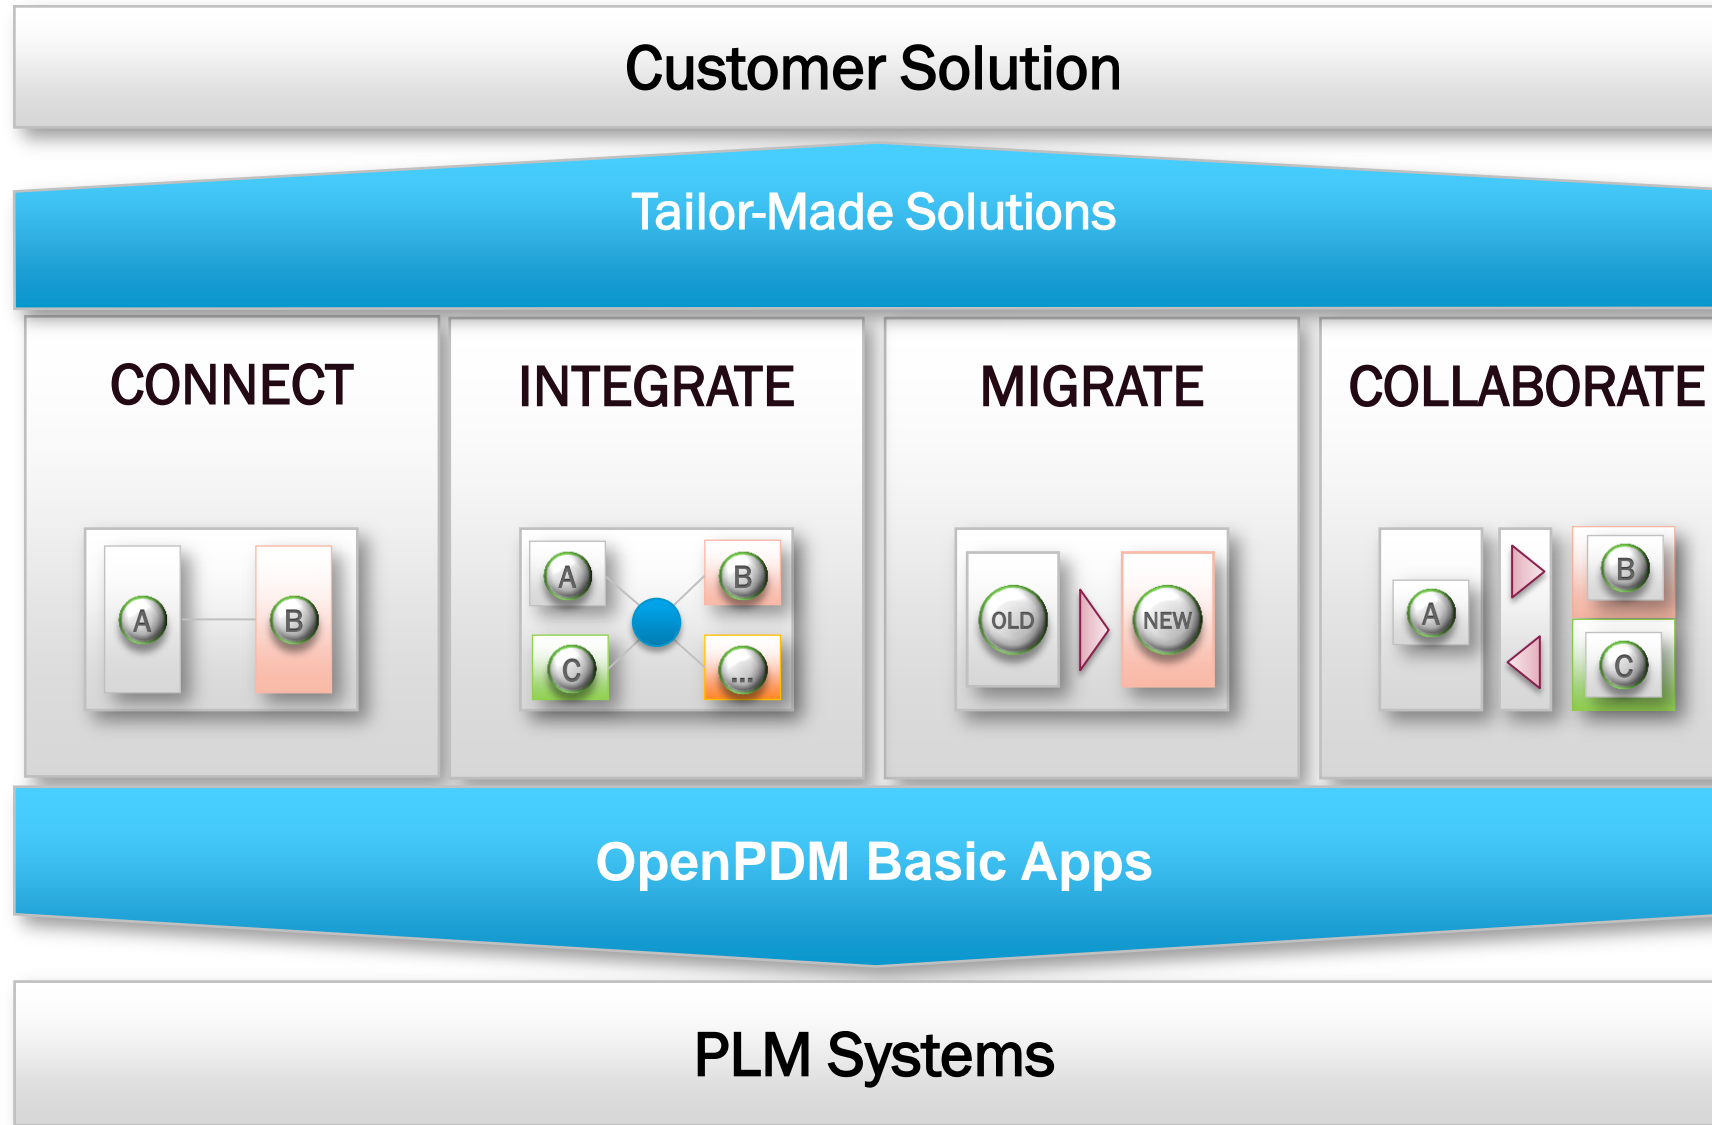 Customer Solution
Tailor-Made Solutions
CONNECT
INTEGRATE
MIGRATE
COLLABORATE
A
B
A
B
C
...
OLD
NEW
A
B
C
OpenPDM Basic Apps
PLM Systems